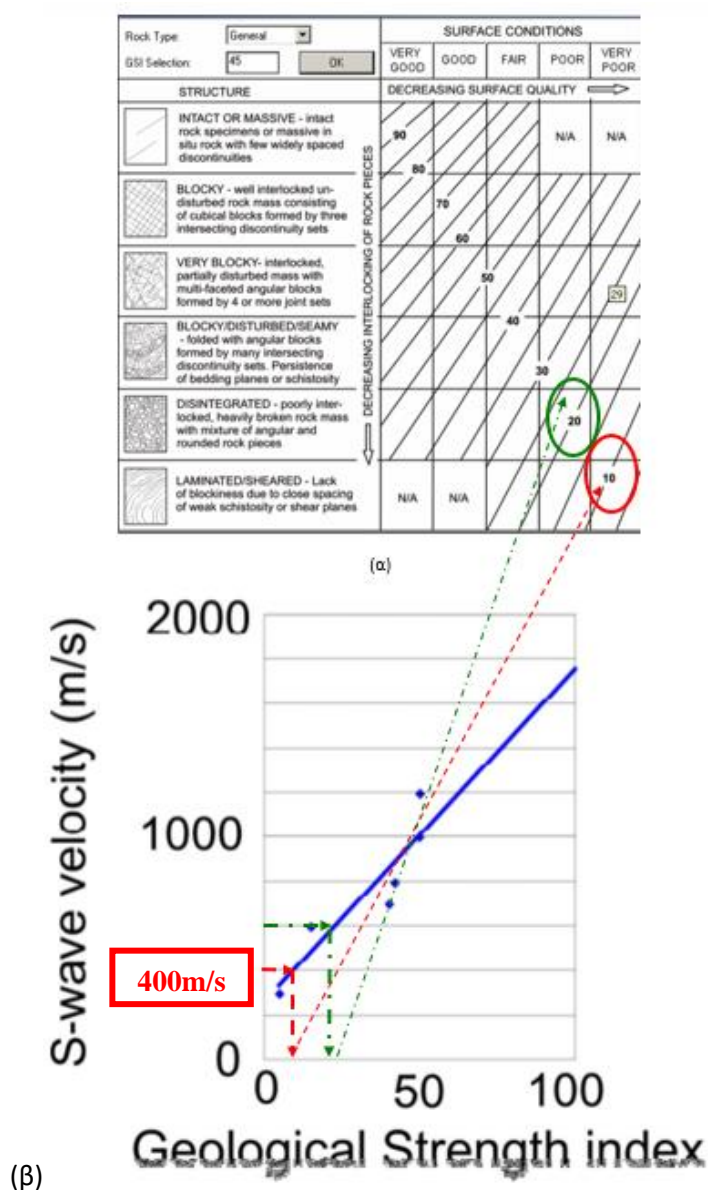 Rock Type: General
GSI Selection: 45 OK
SURFACE CONDITIONS
VERY GOOD
GOOD
FAIR
POOR
VERY POOR
STRUCTURE
DECREASING SURFACE QUALITY
DECREASING INTERLOCKING OF ROCK PIECES
INTACT OR MASSIVE - intact
rock specimens or massive in
situ rock with few widely spaced
discontinuities
90
N/A
N/A
80
BLOCKY - well interlocked un-
disturbed rock mass consisting
of cubical blocks formed by three
intersecting discontinuity sets
70
60
VERY BLOCKY- interlocked,
partially disturbed mass with
multi-faceted angular blocks
formed by 4 or more joint sets
50
29
40
BLOCKY/DISTURBED/SEAMY
- folded with angular blocks
formed by many intersecting
discontinuity sets. Persistence
of bedding planes or schistosity
30
DISINTEGRATED - poorly inter-
locked, heavily broken rock mass
with mixture of angular and
rounded rock pieces
20
LAMINATED/SHEARED - Lack
of blockiness due to close spacing
of weak schistosity or shear planes
N/A
N/A
10
(α)
S-wave velocity (m/s)
2000
1000
400m/s
0
0
50
100
Geological Strength index
(β)